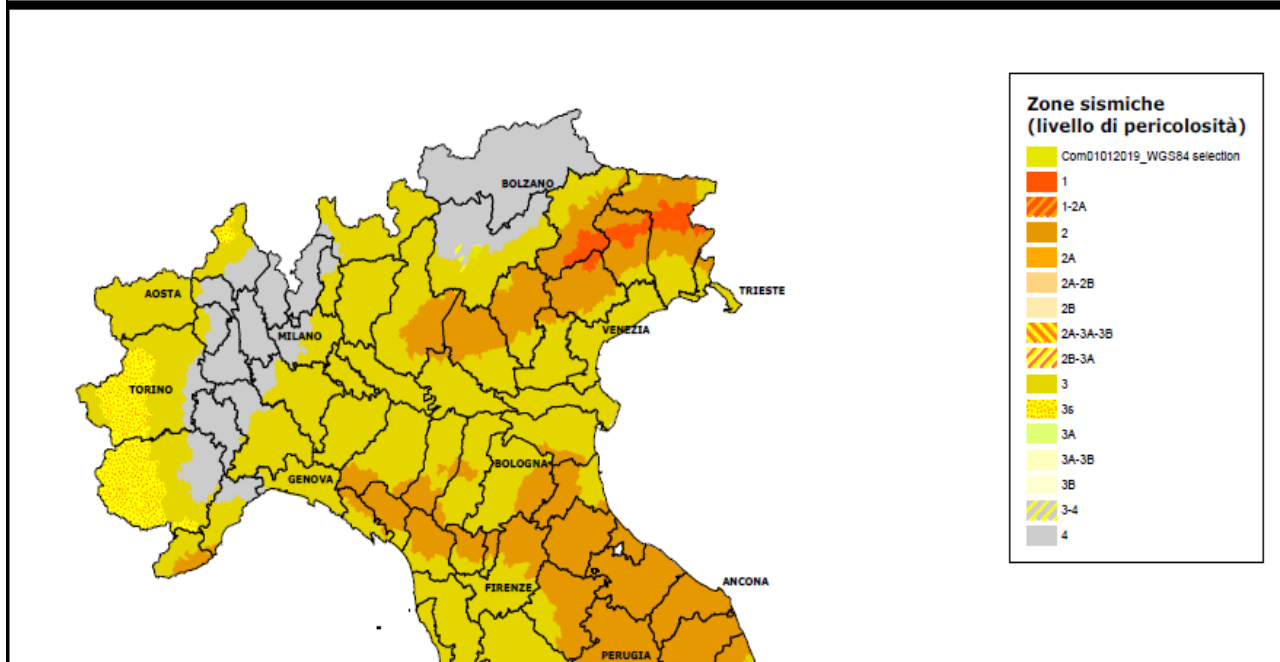 Zone sismiche
(livello di pericolosità)
Com01012019_WGS84 selection
1
1-2A
2
2A
2A-2B
2B
2A-3A-3B
2B-3A
3
3s
3A
3A-3B
3B
3-4
4
BOLZANO
AOSTA
TRIESTE
MILANO
VENEZIA
TORINO
BOLOGNA
GENOVA
FIRENZE
ANCONA
PERUGIA